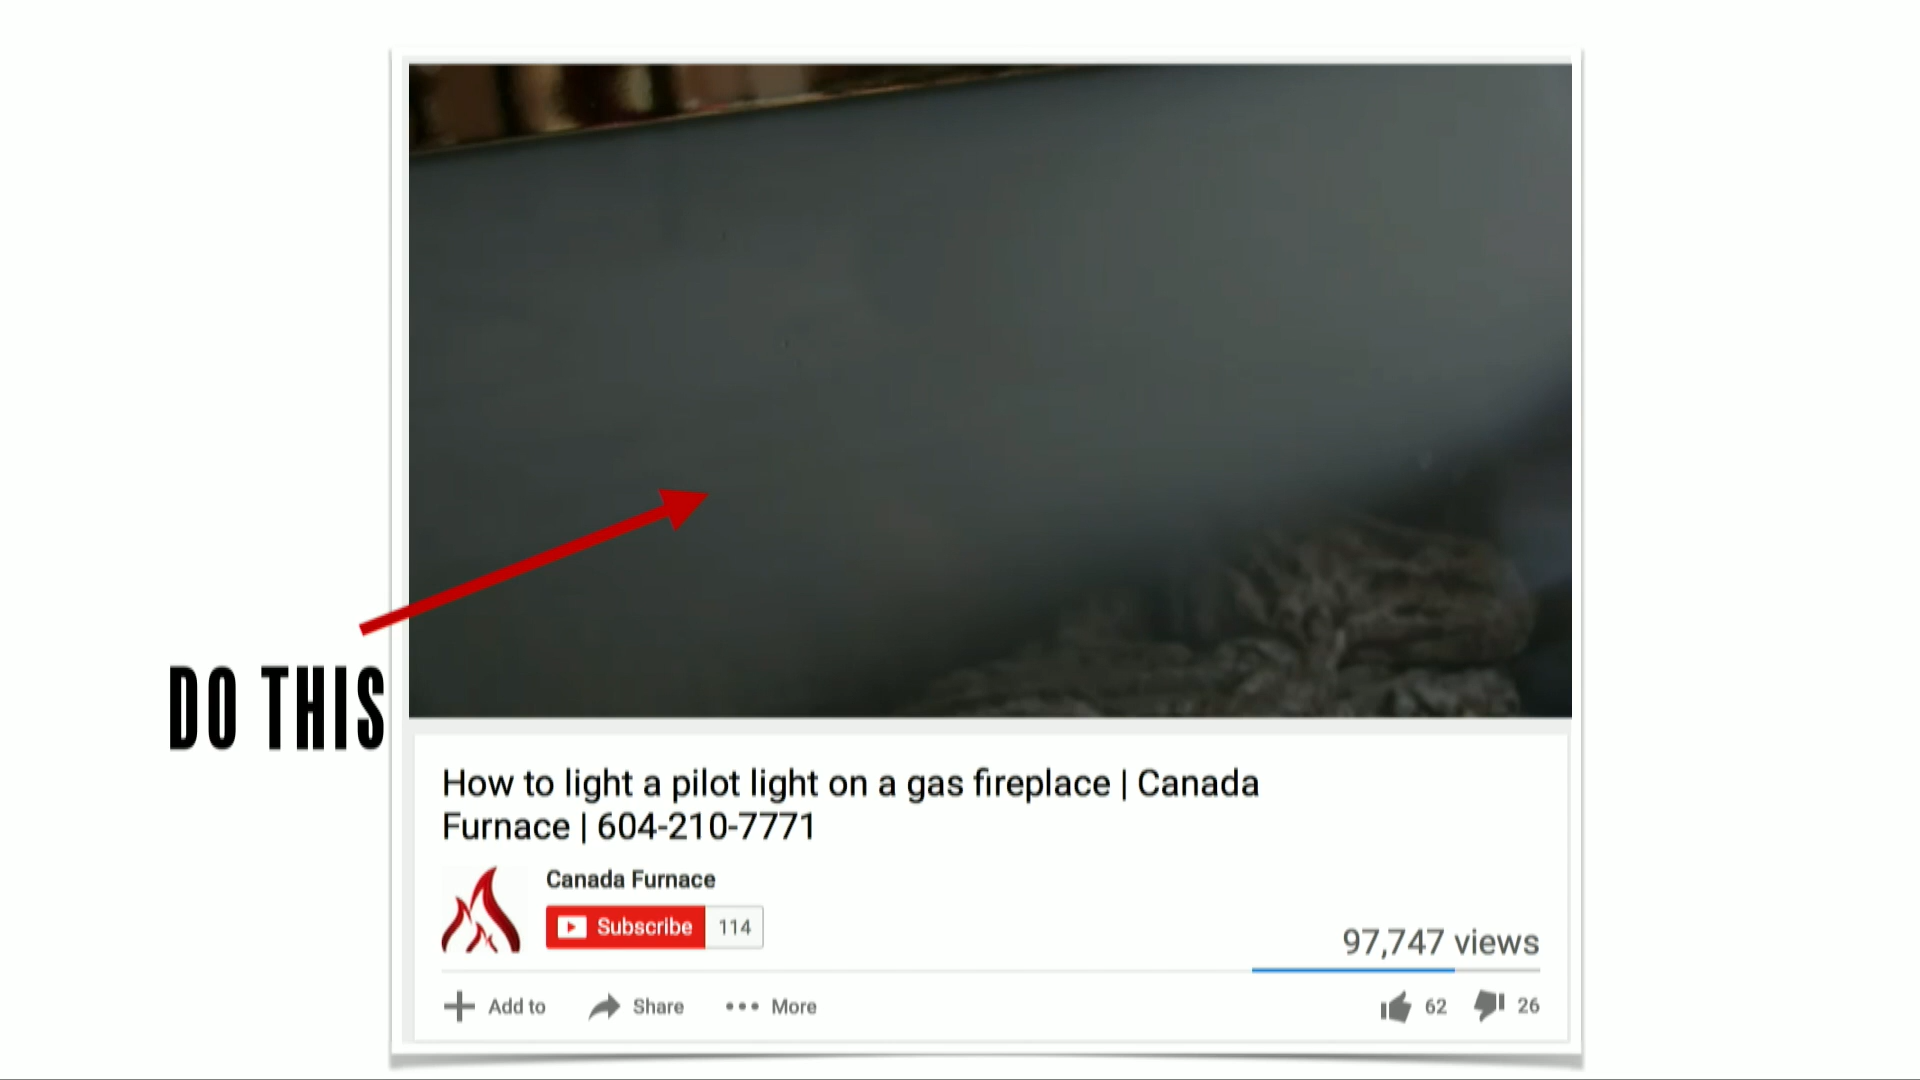 DO THIS
How to light a pilot light on a gas fireplace | Canada
Furnace | 604-210-7771
Canada Furnace
Subscribe 114
97,747 views
Add to Share More 62 26